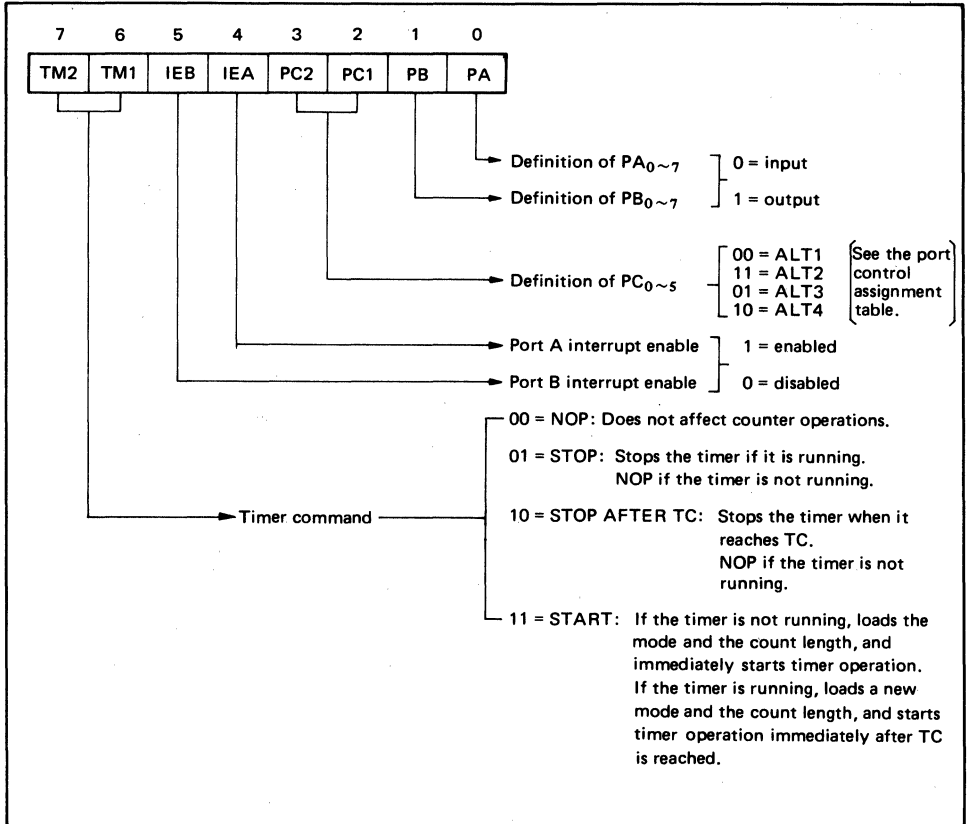 7 6 5 4 3 2 1 0
TM2 TM1 IEB IEA PC2 PC1 PB PA
Definition of PA0~7
0 = input
Definition of PB0~7
1 = output
Definition of PC0~5
00 = ALT1
11 = ALT2
01 = ALT3
10 = ALT4
See the port
control
assignment
table.
Port A interrupt enable
1 = enabled
Port B interrupt enable
0 = disabled
Timer command
00 = NOP: Does not affect counter operations.
01 = STOP: Stops the timer if it is running.
NOP if the timer is not running.
10 = STOP AFTER TC: Stops the timer when it
reaches TC.
NOP if the timer is not
running.
11 = START: If the timer is not running, loads the
mode and the count length, and
immediately starts timer operation.
If the timer is running, loads a new
mode and the count length, and starts
timer operation immediately after TC
is reached.